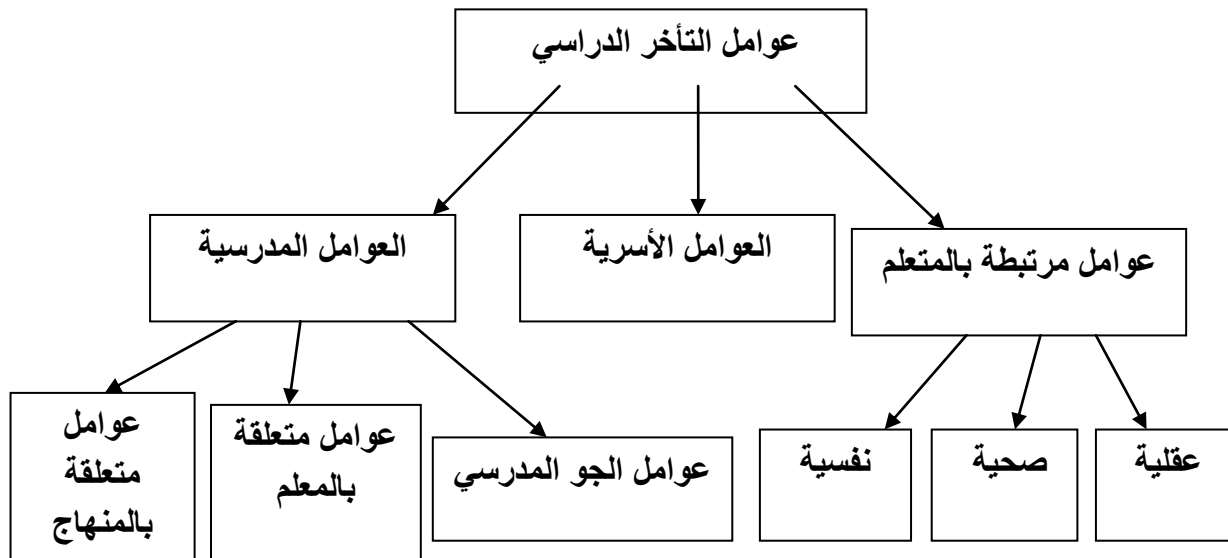 عوامل التأخر الدراسي
عوامل مرتبطة بالمتعلم
العوامل الأسرية
العوامل المدرسية
عقلية
صحية
نفسية
عوامل الجو المدرسي
عوامل متعلقة
بالمعلم
عوامل
متعلقة
بالمنهاج